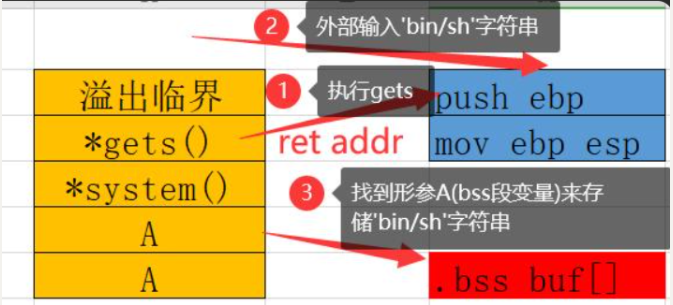 2 外部输入'bin/sh'字符串
溢出临界
1 执行gets
push ebp
*gets()
ret addr
mov ebp esp
*system()
3 找到形参A(bss段变量)来存
储'bin/sh'字符串
A
A
.bss buf[]